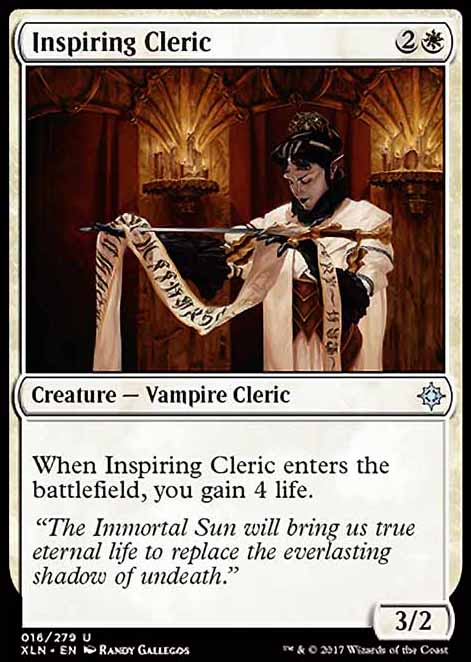 Inspiring Cleric 2
Creature — Vampire Cleric
When Inspiring Cleric enters the
battlefield, you gain 4 life.
“The Immortal Sun will bring us true
eternal life to replace the everlasting
shadow of undeath.”
3/2
016/279 U
XLN • EN Randy Gallegos
™ & © 2017 Wizards of the Coast